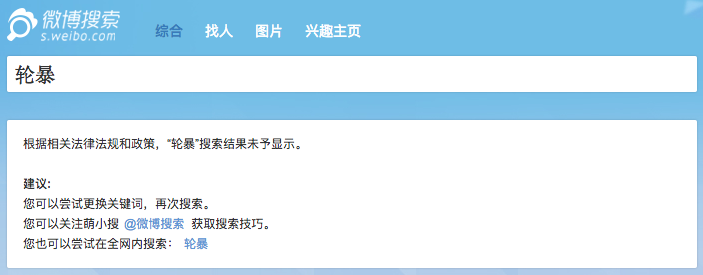 微博搜索
s.weibo.com
综合 找人 图片 兴趣主页
轮暴
根据相关法律法规和政策，“轮暴”搜索结果未予显示。
建议：
您可以尝试更换关键词，再次搜索。
您可以关注萌小搜 @微博搜索 获取搜索技巧。
您也可以尝试在全网内搜索： 轮暴